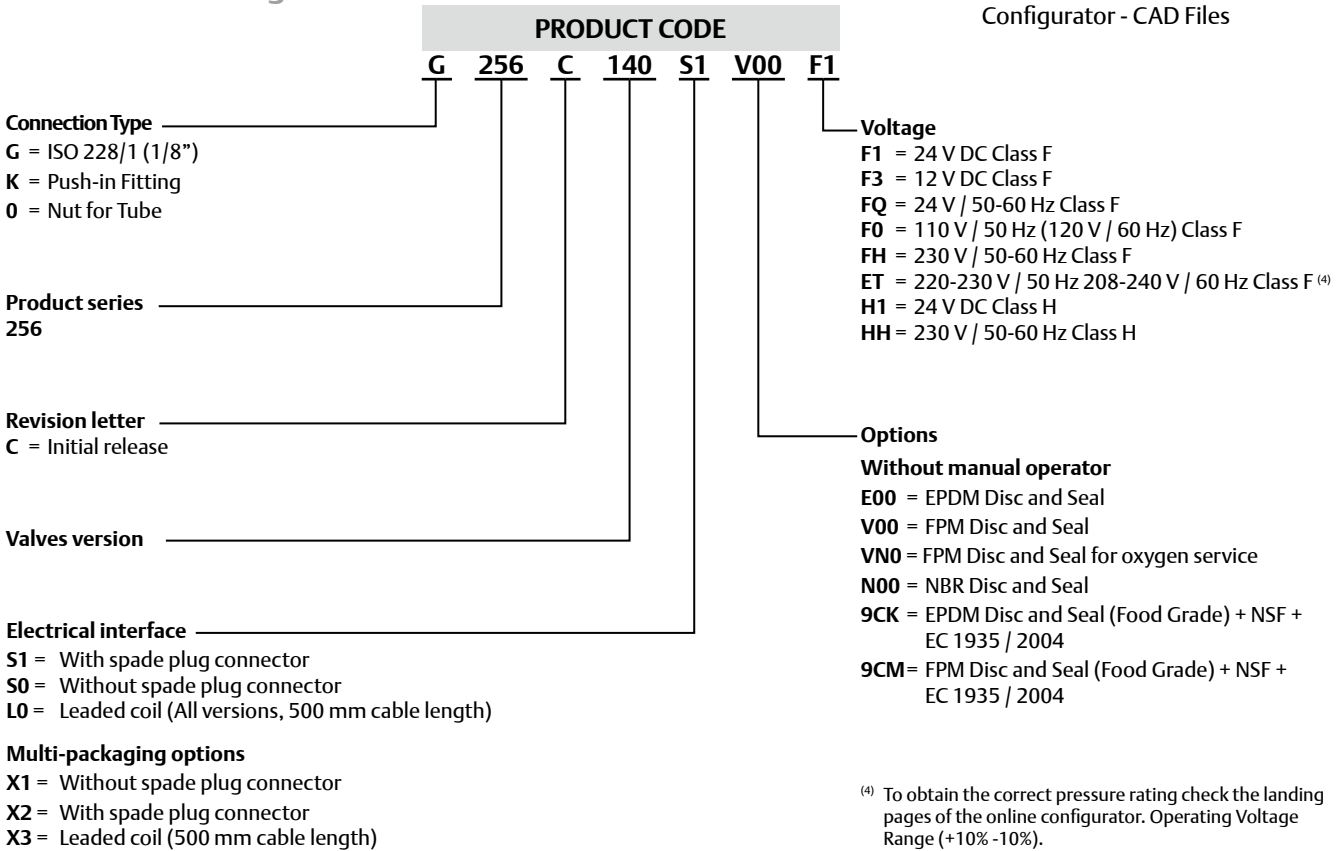 Configurator - CAD Files
PRODUCT CODE
G 256 C 140 S1 V00 F1
Connection Type
G = ISO 228/1 (1/8”)
K = Push-in Fitting
0 = Nut for Tube
Product series
256
Revision letter
C = Initial release
Valves version
Electrical interface
S1 = With spade plug connector
S0 = Without spade plug connector
L0 = Leaded coil (All versions, 500 mm cable length)
Multi-packaging options
X1 = Without spade plug connector
X2 = With spade plug connector
X3 = Leaded coil (500 mm cable length)
Voltage
F1 = 24 V DC Class F
F3 = 12 V DC Class F
FQ = 24 V / 50-60 Hz Class F
F0 = 110 V / 50 Hz (120 V / 60 Hz) Class F
FH = 230 V / 50-60 Hz Class F
ET = 220-230 V / 50 Hz 208-240 V / 60 Hz Class F (4)
H1 = 24 V DC Class H
HH = 230 V / 50-60 Hz Class H
Options
Without manual operator
E00 = EPDM Disc and Seal
V00 = FPM Disc and Seal
VN0 = FPM Disc and Seal for oxygen service
N00 = NBR Disc and Seal
9CK = EPDM Disc and Seal (Food Grade) + NSF +
EC 1935 / 2004
9CM = FPM Disc and Seal (Food Grade) + NSF +
EC 1935 / 2004
(4) To obtain the correct pressure rating check the landing
pages of the online configurator. Operating Voltage
Range (+10% -10%).